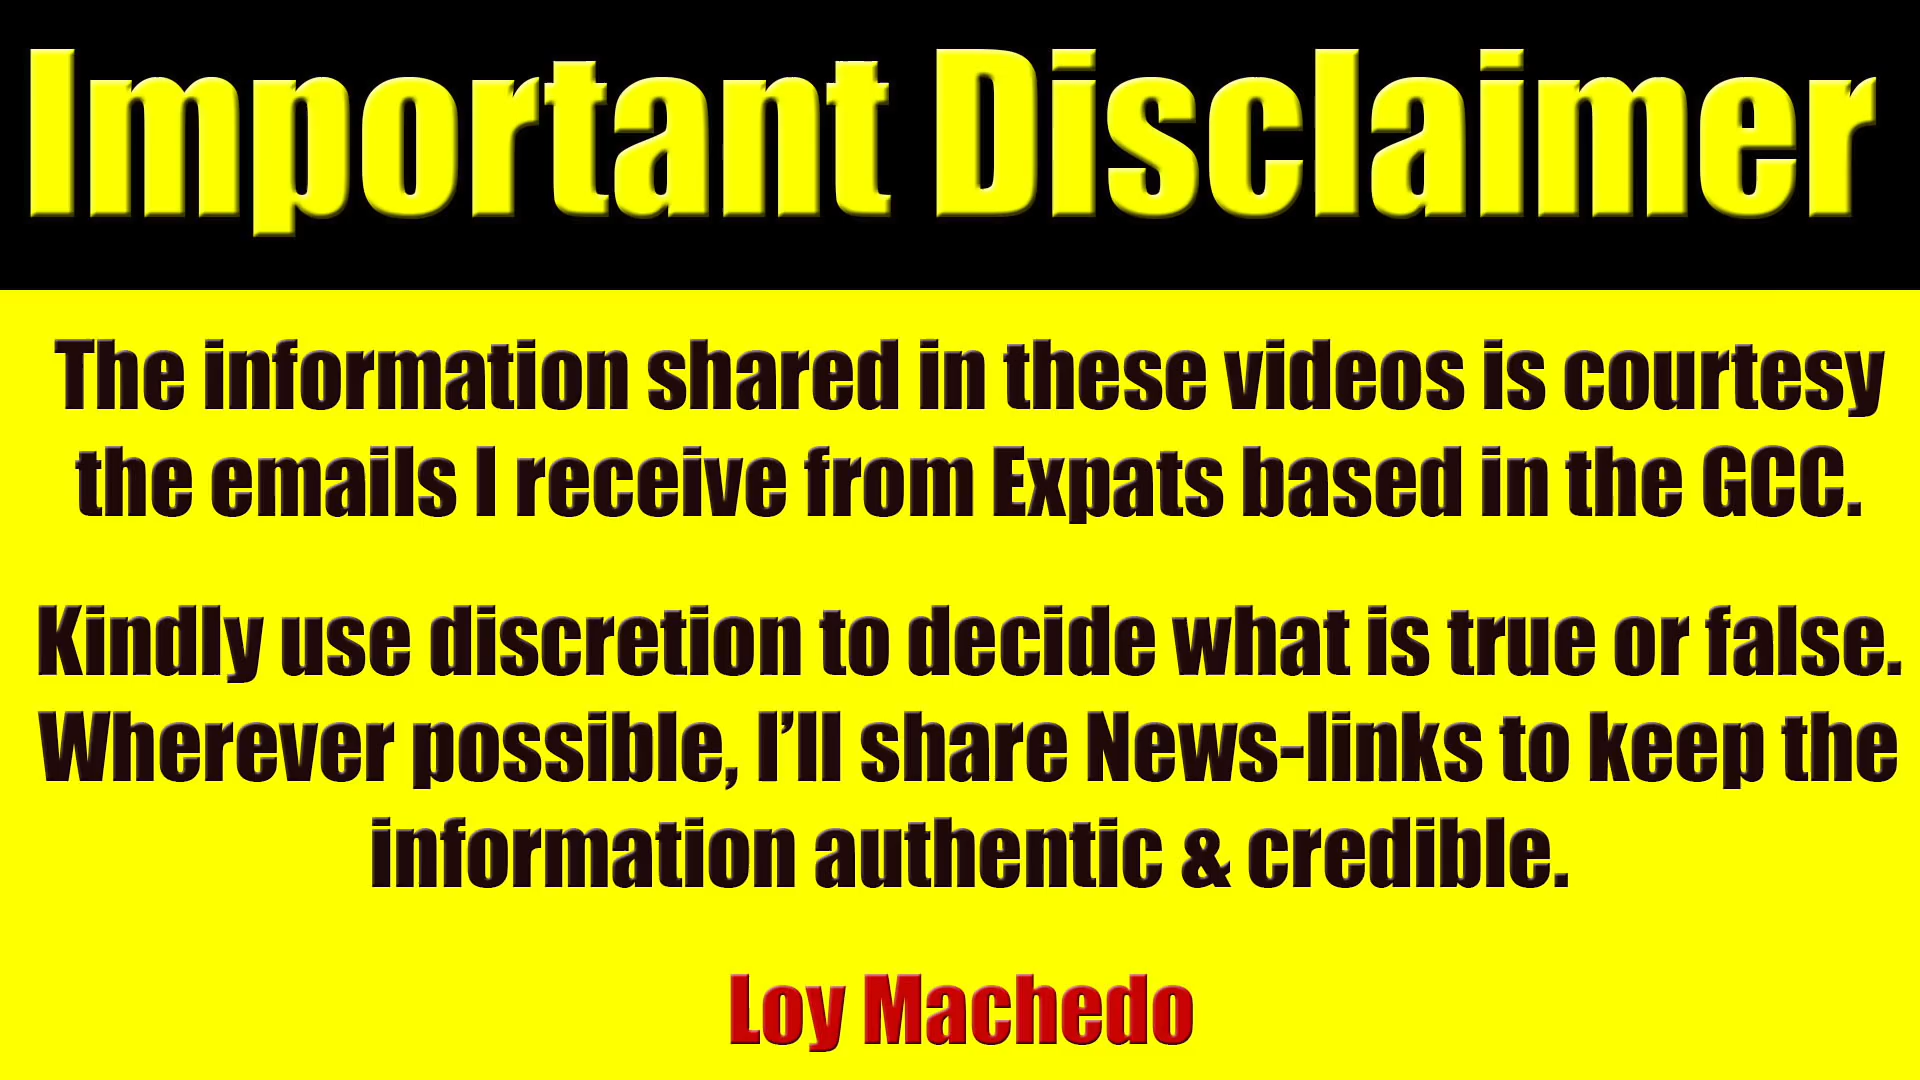 Important Disclaimer
The information shared in these videos is courtesy
the emails I receive from Expats based in the GCC.
Kindly use discretion to decide what is true or false.
Wherever possible, I’ll share News-links to keep the
information authentic & credible.
Loy Machedo